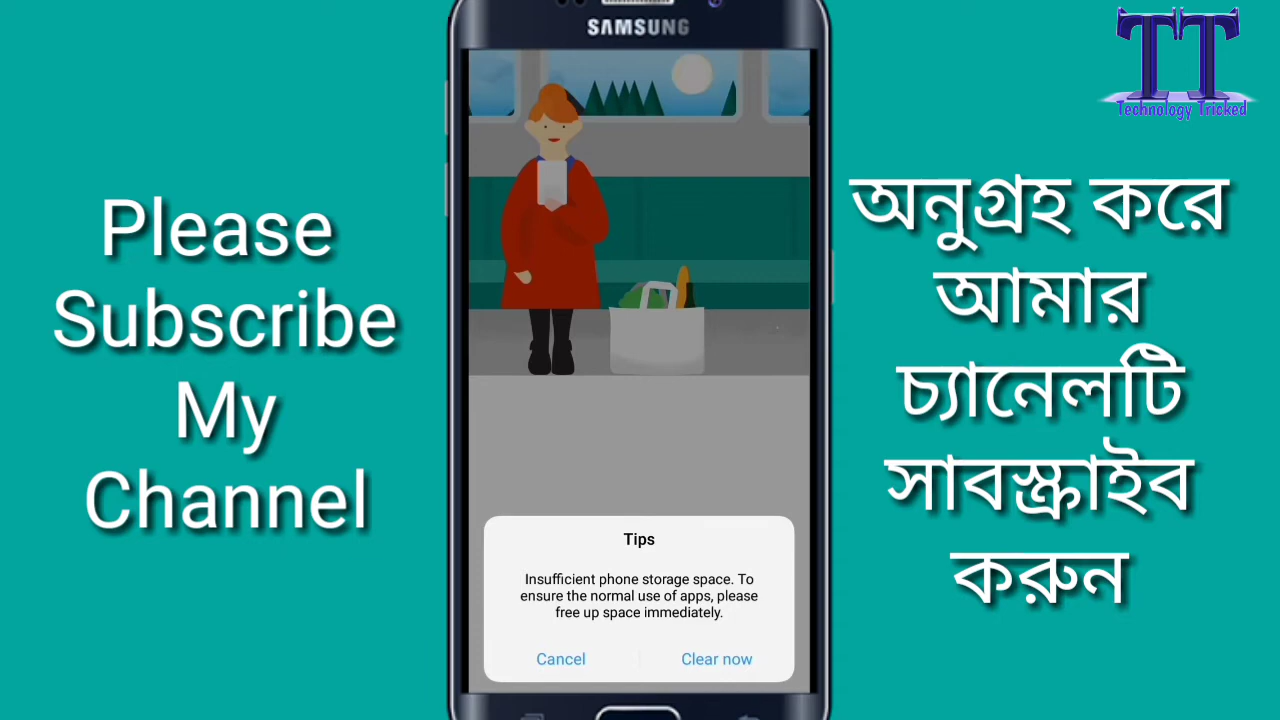 SAMSUNG
TT
Technology Tricked
Please
Subscribe
My
Channel
অনুগ্রহ করে
আমার
চ্যানেলটি
সাবস্ক্রাইব
করুন
Tips
Insufficient phone storage space. To
ensure the normal use of apps, please
free up space immediately.
Cancel
Clear now